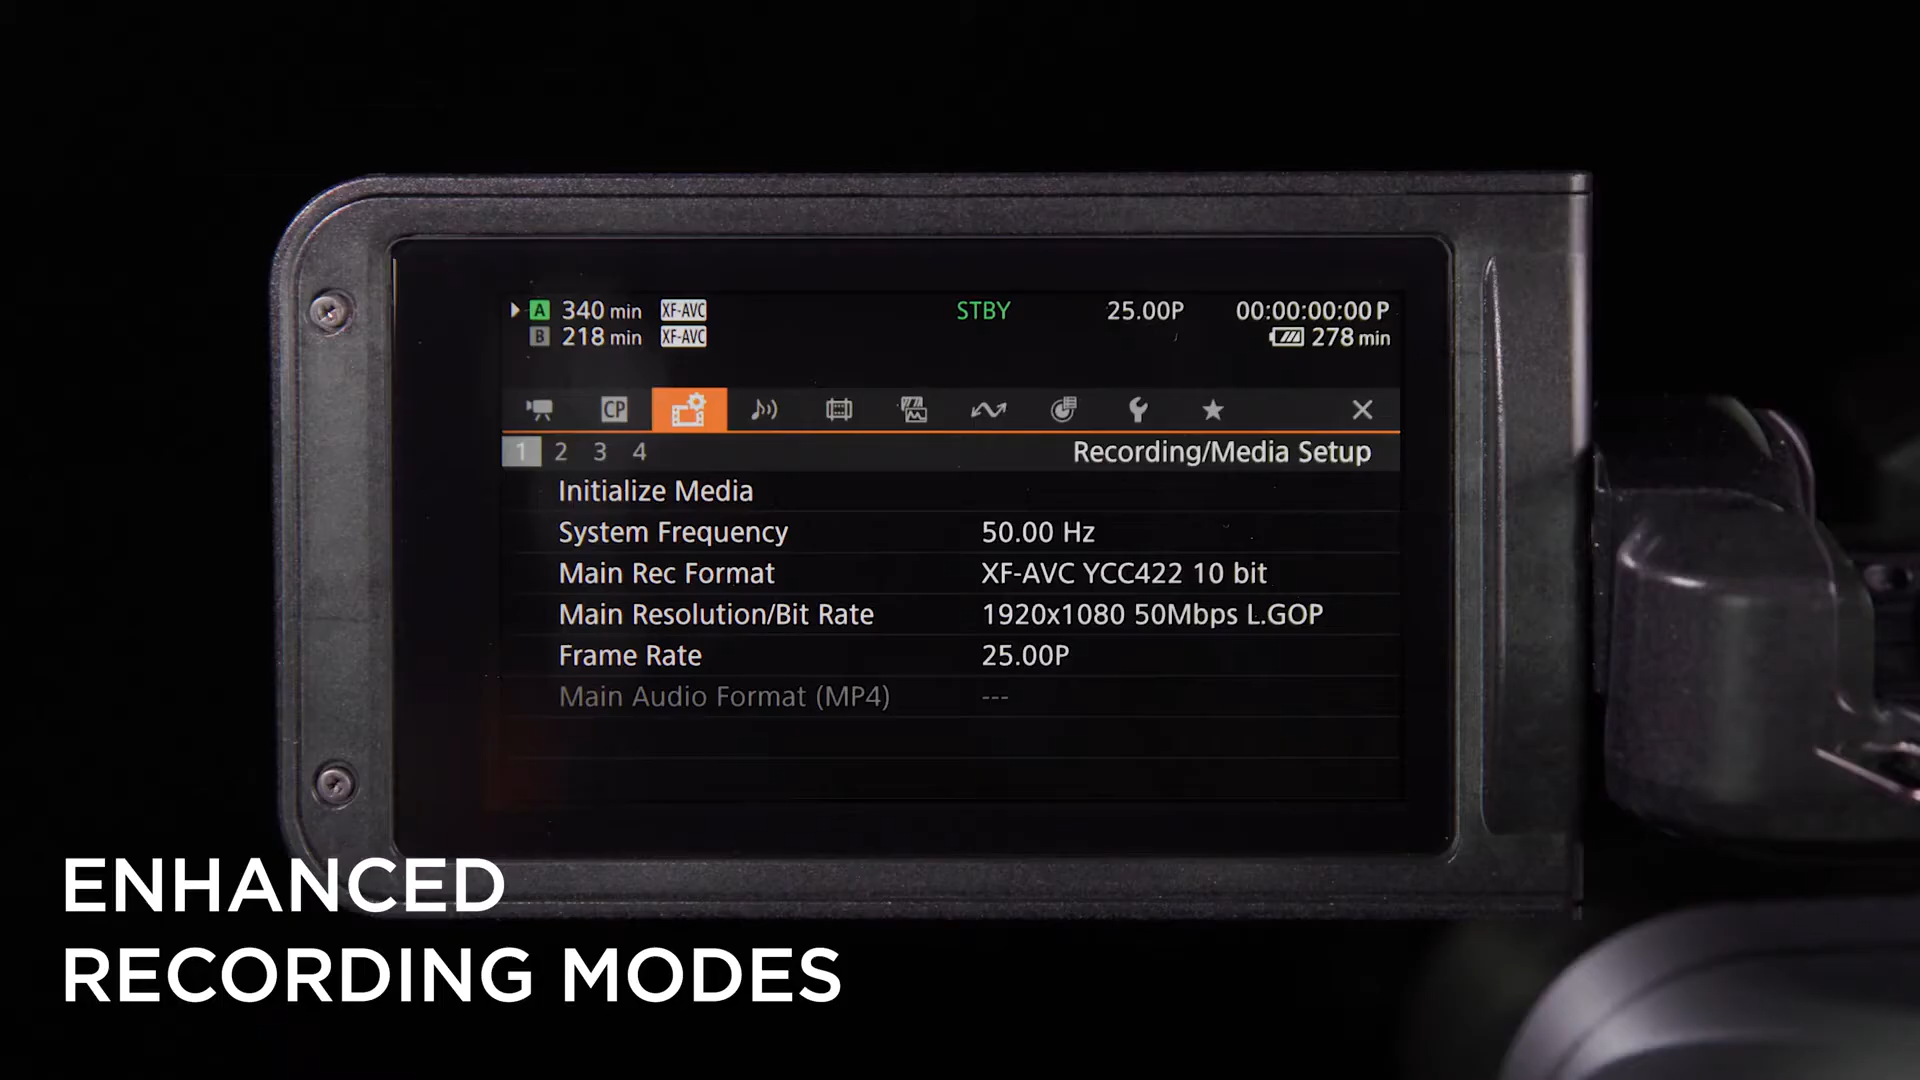 A 340 min XF-AVC STBY 25.00P 00:00:00:00 P
B 218 min XF-AVC 278 min
CP
1 2 3 4 Recording/Media Setup
Initialize Media
System Frequency 50.00 Hz
Main Rec Format XF-AVC YCC422 10 bit
Main Resolution/Bit Rate 1920x1080 50Mbps L.GOP
Frame Rate 25.00P
Main Audio Format (MP4) ---
ENHANCED
RECORDING MODES